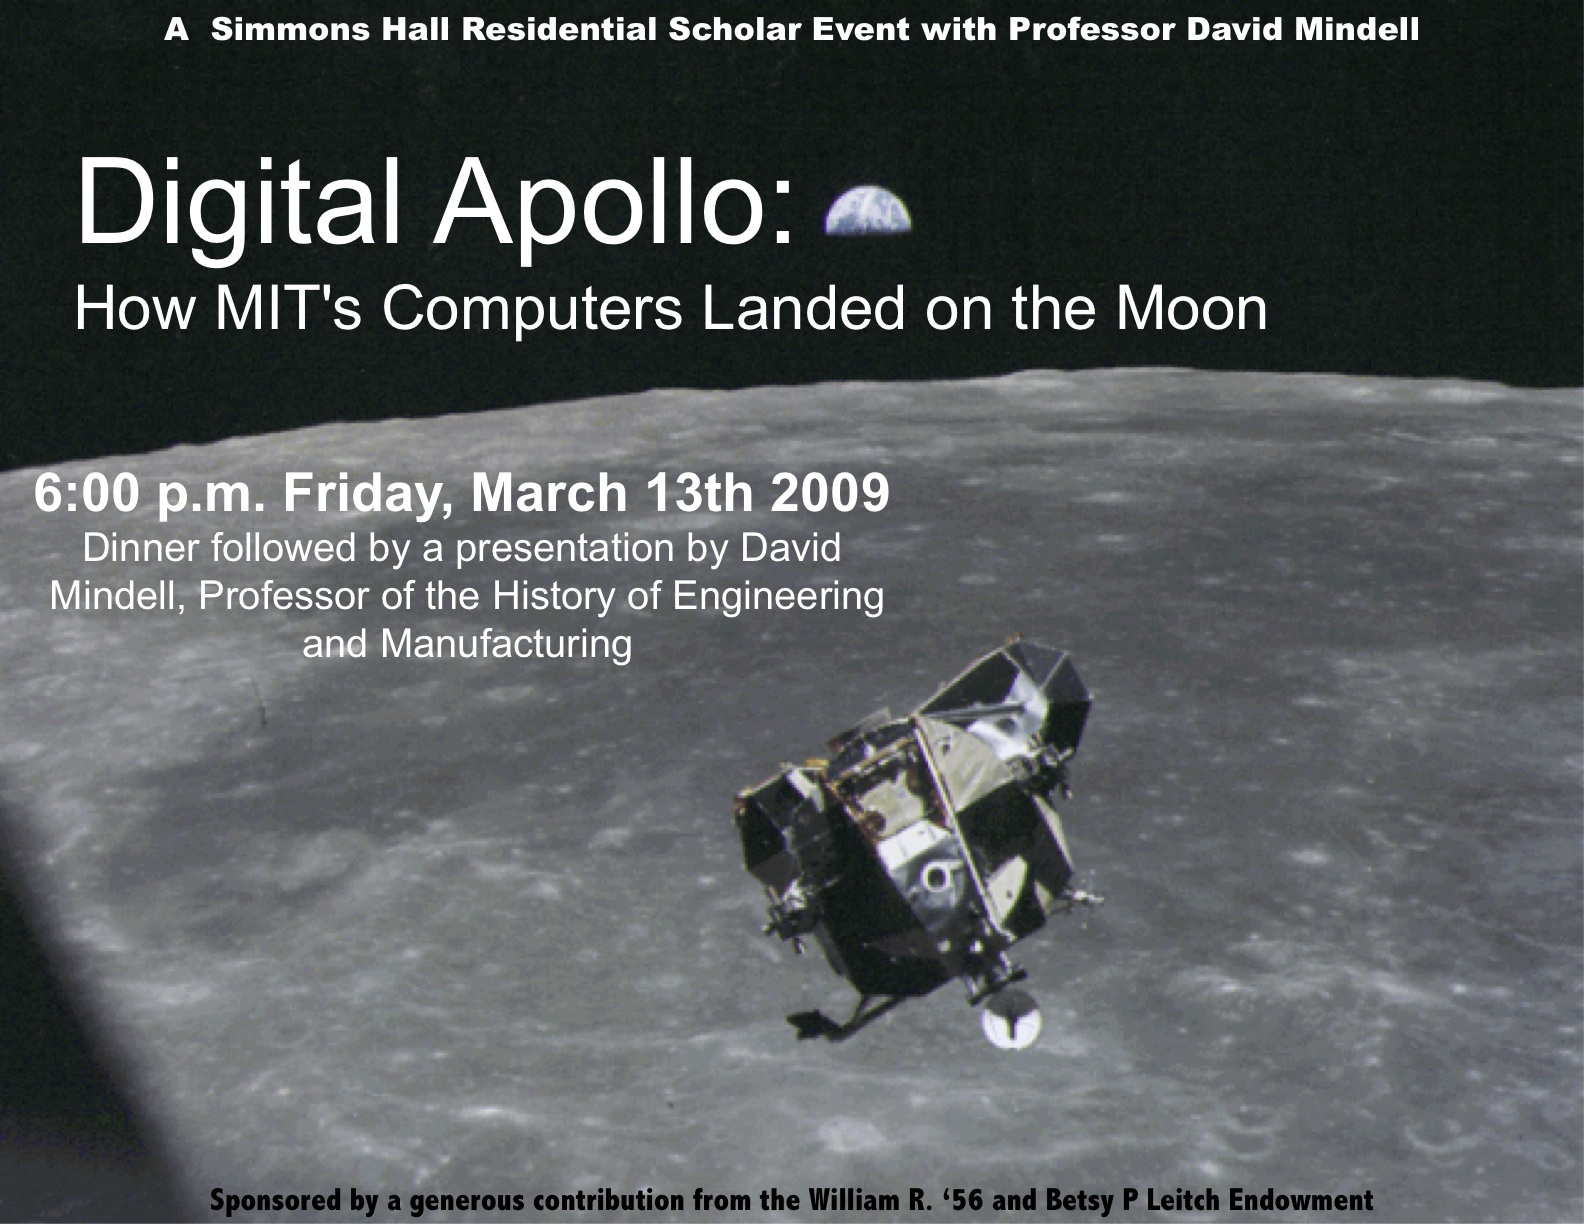 A  Simmons Hall Residential Scholar Event with Professor David Mindell
Digital Apollo:
How MIT's Computers Landed on the Moon
6:00 p.m. Friday, March 13th 2009
Dinner followed by a presentation by David
Mindell, Professor of the History of Engineering
and Manufacturing
Sponsored by a generous contribution from the William R. ‘56 and Betsy P Leitch Endowment